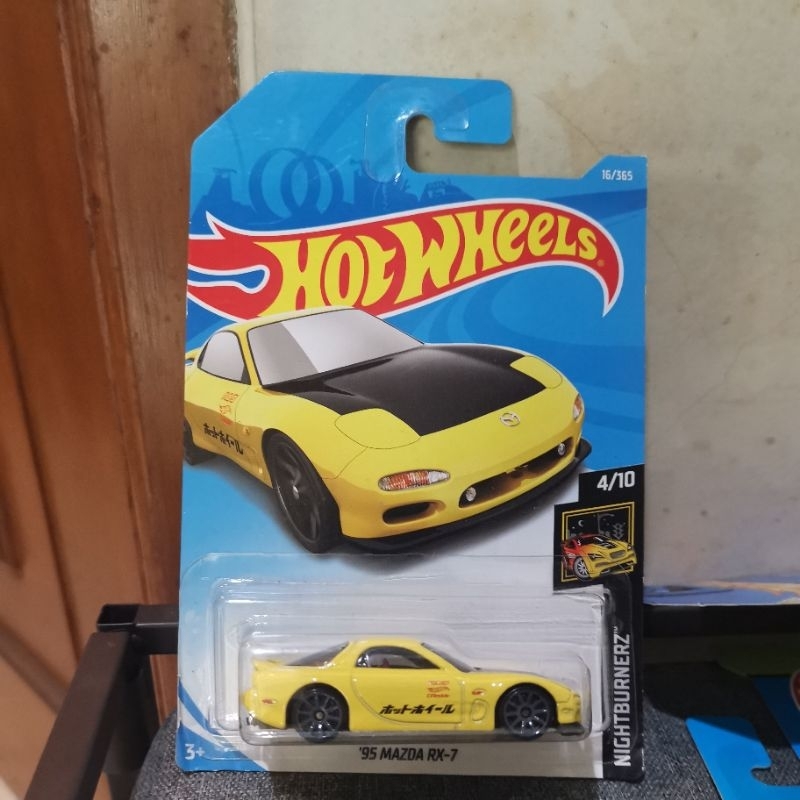 16/365
HOT WHEELS
ホットホイール
4/10
NIGHTBURNERZ™
ホットホイール
'95 MAZDA RX-7
3+